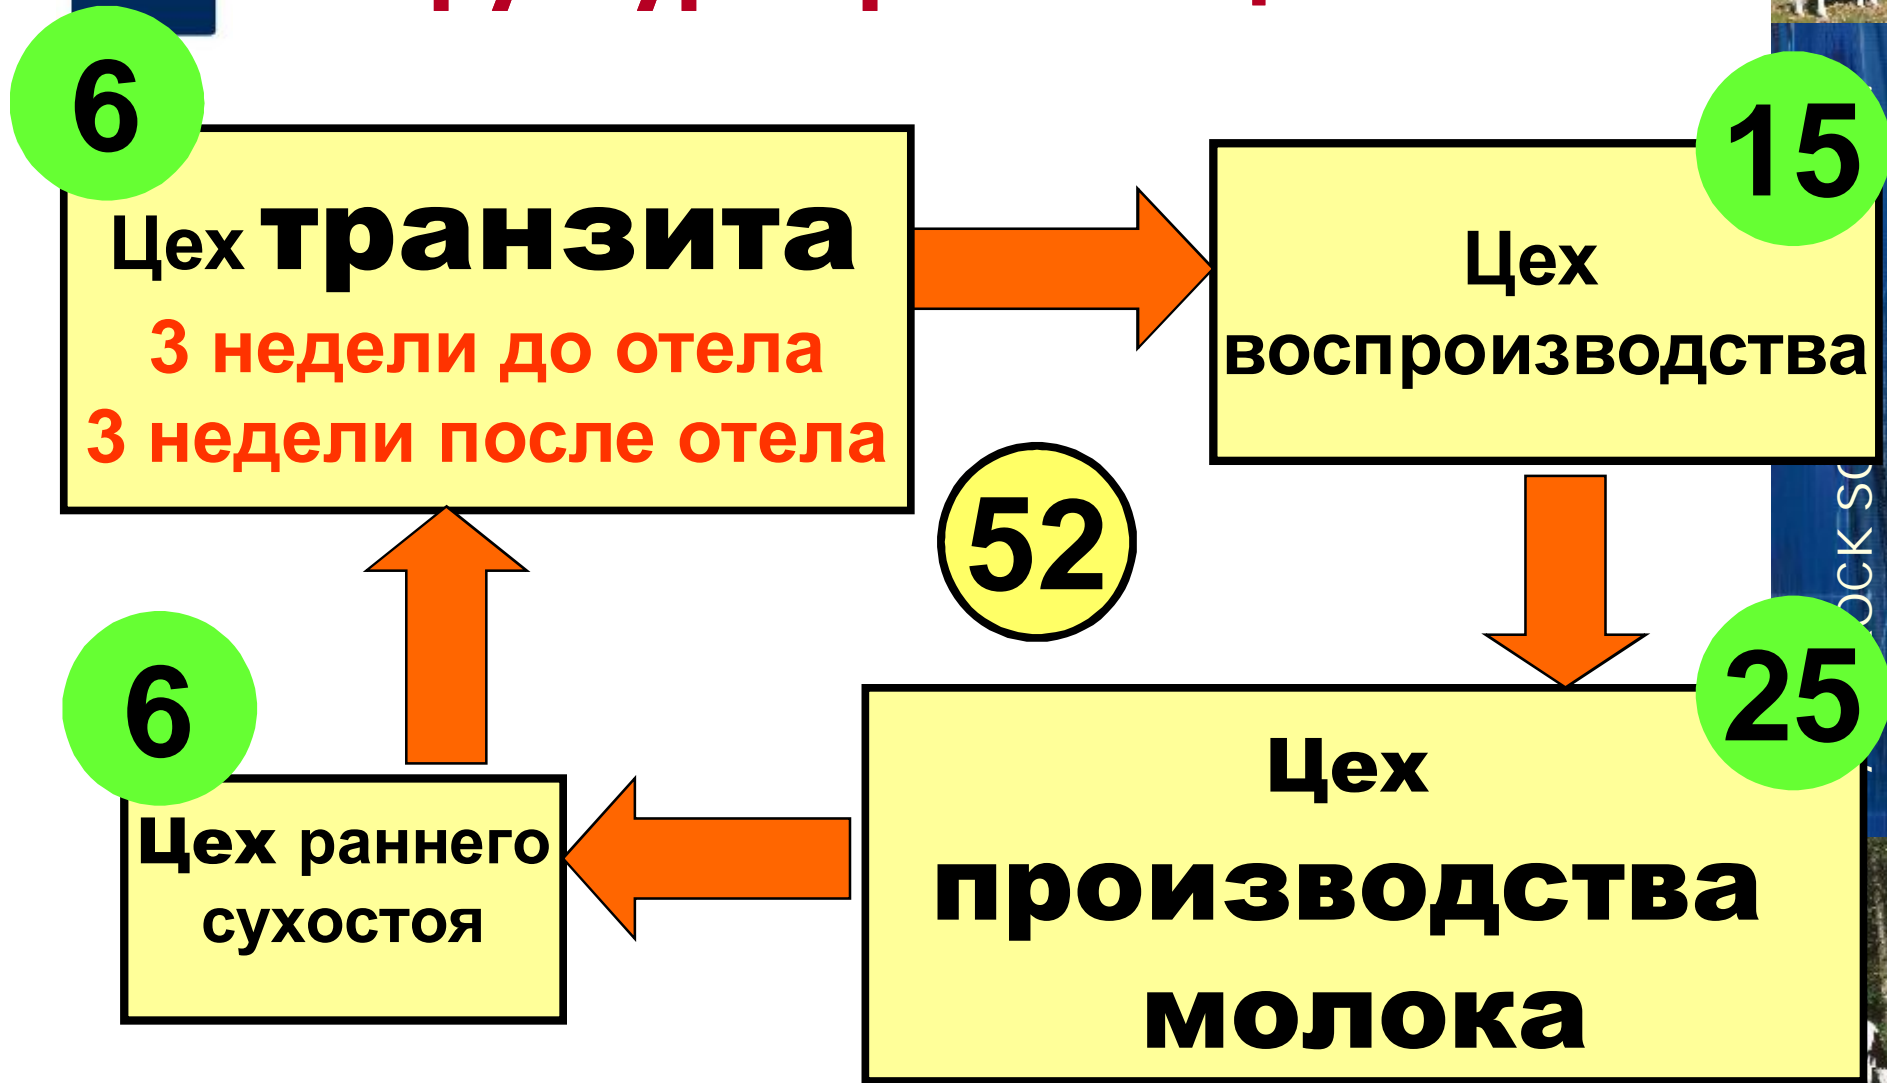 6
Цех транзита
3 недели до отела
3 недели после отела
15
Цех
воспроизводства
52
6
Цех раннего
сухостоя
25
Цех
производства
молока